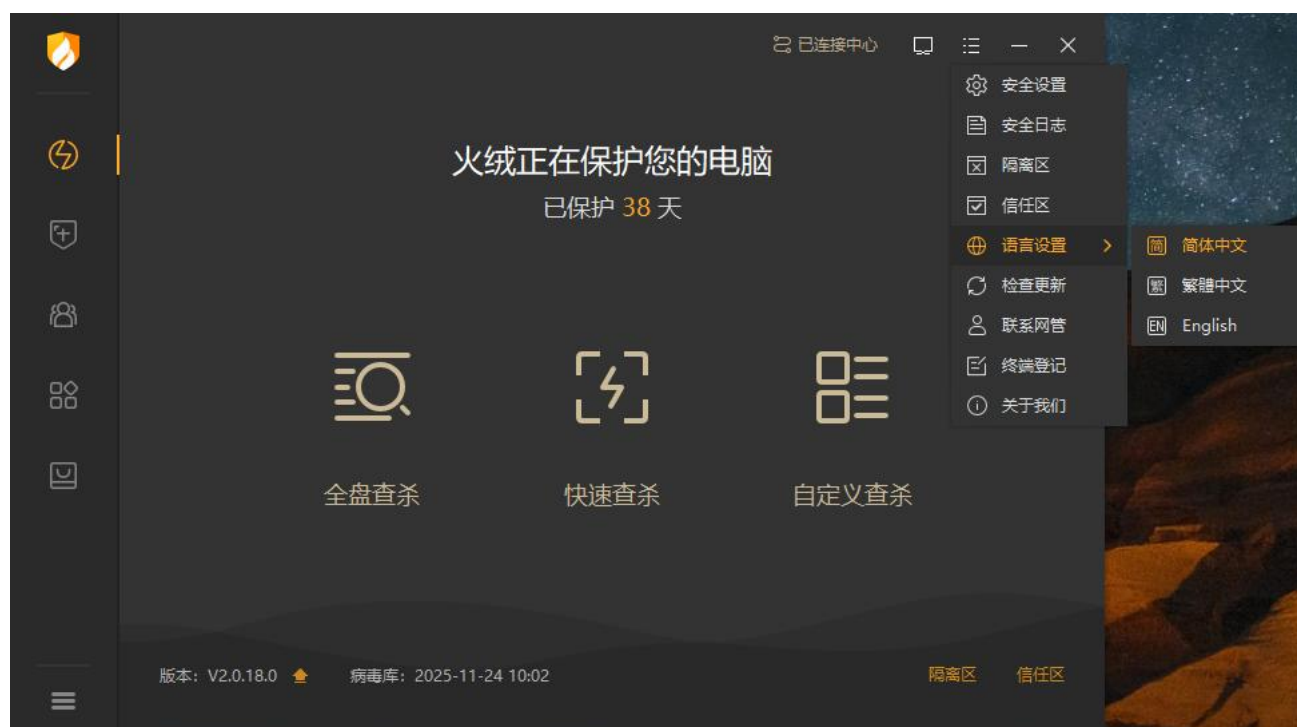 已连接中心
安全设置
安全日志
火绒正在保护您的电脑
隔离区
已保护 38 天
信任区
语言设置
简 简体中文
检查更新
繁 繁體中文
联系网管
EN English
终端登记
关于我们
全盘查杀 快速查杀 自定义查杀
版本：V2.0.18.0 病毒库：2025-11-24 10:02 隔离区 信任区